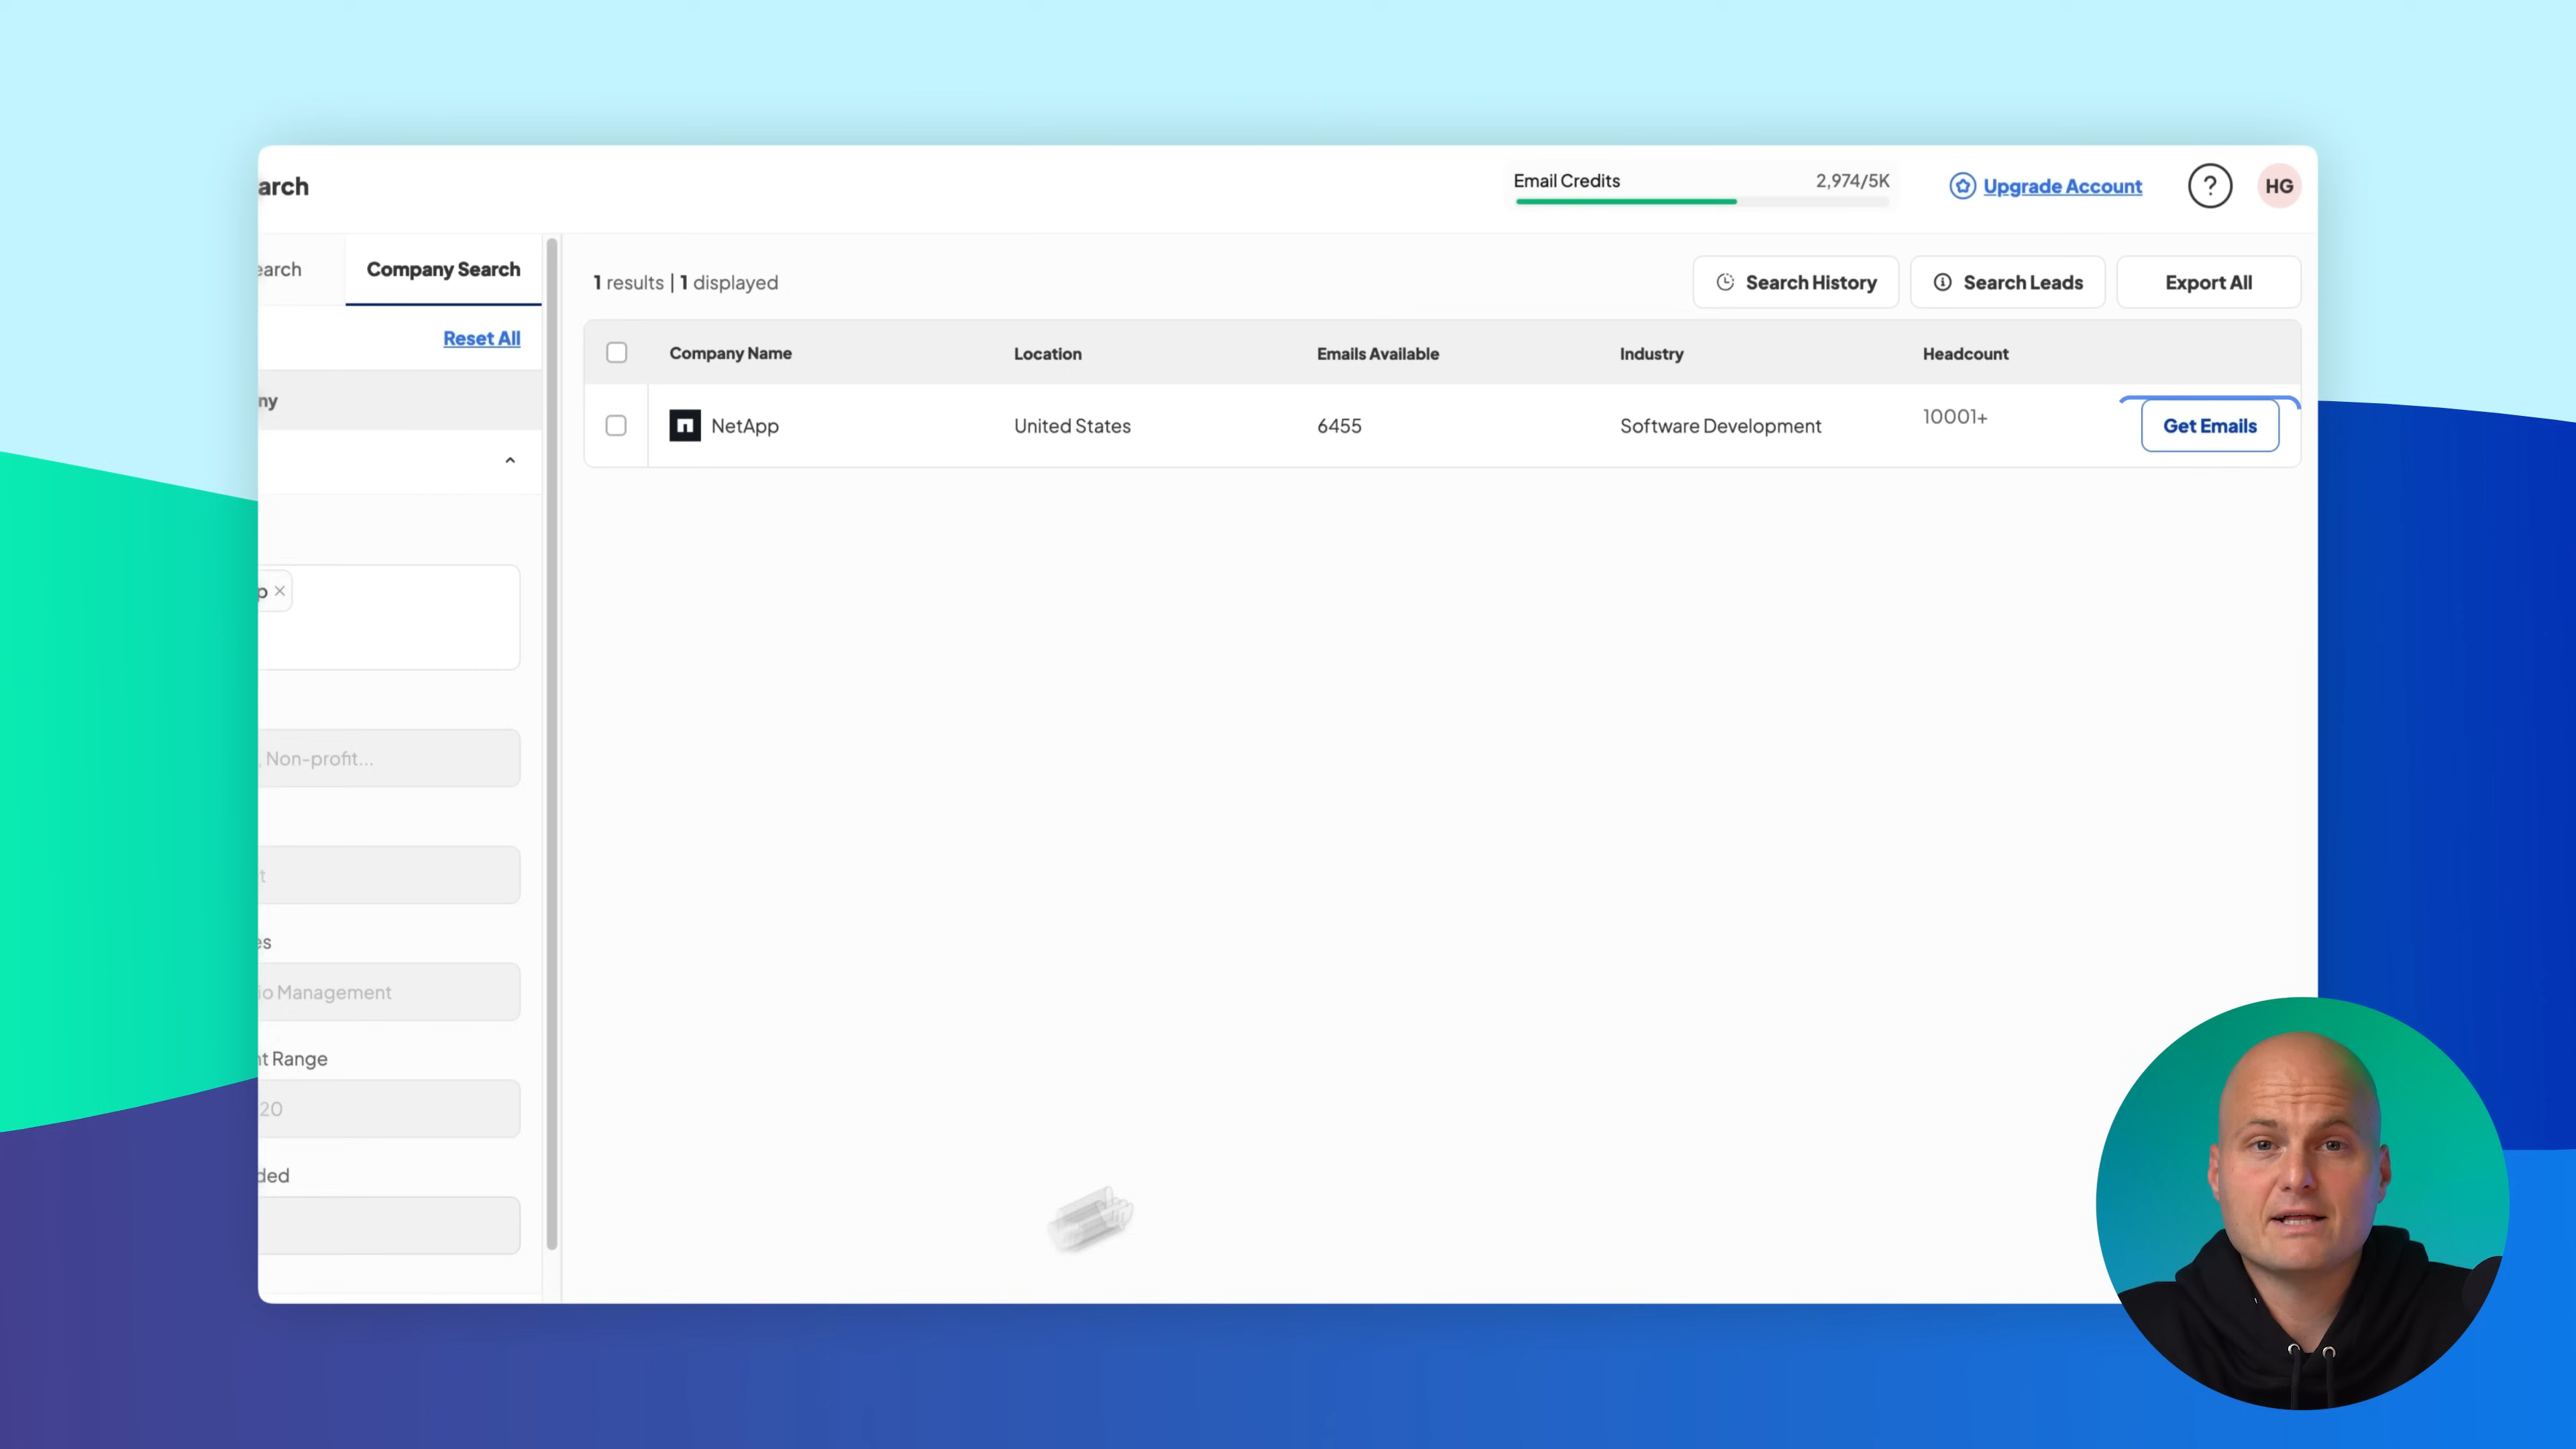 arch
Email Credits 2,974/5K
Upgrade Account
?
HG
earch
Company Search
1 results | 1 displayed
Search History
Search Leads
Export All
Reset All
Company Name Location Emails Available Industry Headcount
ny
NetApp United States 6455 Software Development 10001+ Get Emails
p ×
, Non-profit...
t
es
io Management
nt Range
20
ded